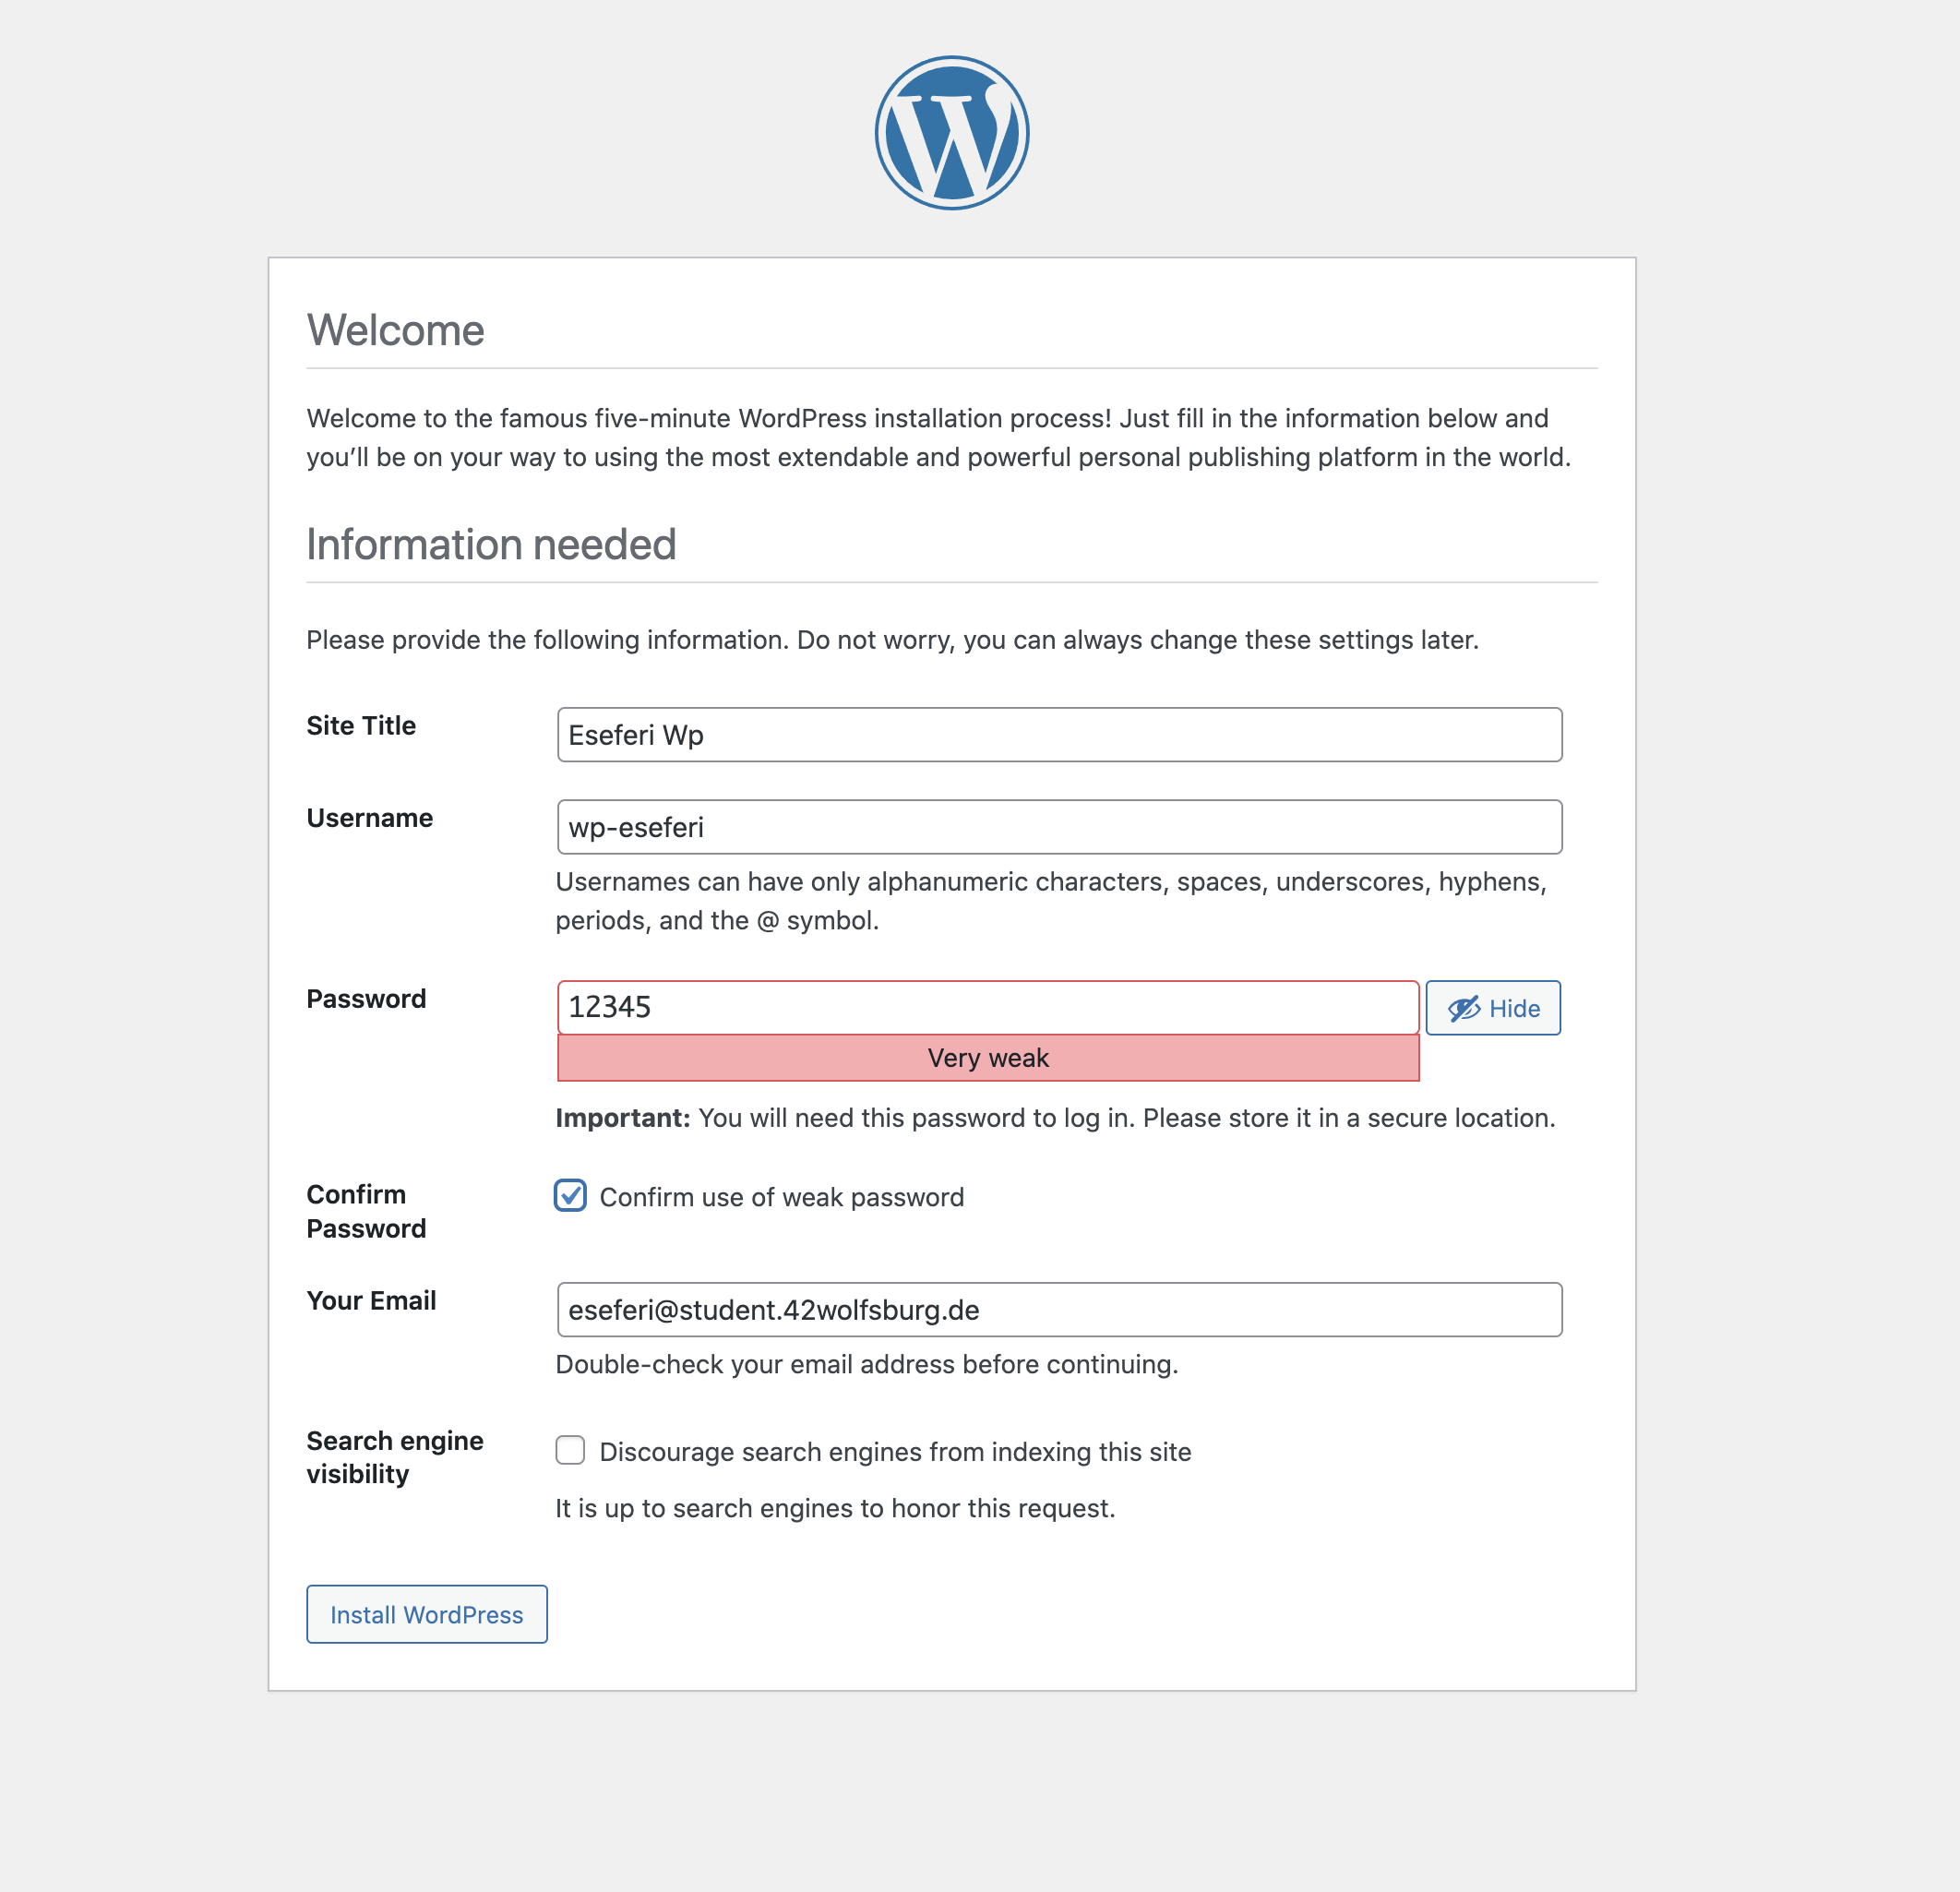 Welcome
Welcome to the famous five-minute WordPress installation process! Just fill in the information below and
you’ll be on your way to using the most extendable and powerful personal publishing platform in the world.
Information needed
Please provide the following information. Do not worry, you can always change these settings later.
Site Title
Eseferi Wp
Username
wp-eseferi
Usernames can have only alphanumeric characters, spaces, underscores, hyphens,
periods, and the @ symbol.
Password
12345
Hide
Very weak
Important: You will need this password to log in. Please store it in a secure location.
Confirm
Password
Confirm use of weak password
Your Email
eseferi@student.42wolfsburg.de
Double-check your email address before continuing.
Search engine
visibility
Discourage search engines from indexing this site
It is up to search engines to honor this request.
Install WordPress